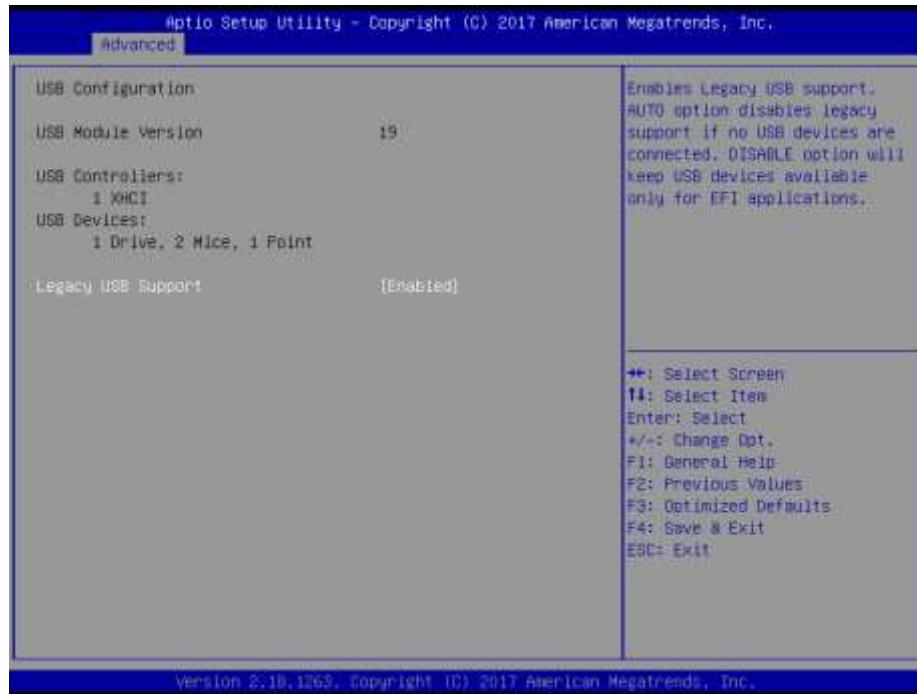 Aptio Setup Utility - Copyright (C) 2017 American Megatrends, Inc.
Advanced
USB Configuration
USB Module Version 19
USB Controllers:
1 XHCI
USB Devices:
1 Drive, 2 Mice, 1 Point
Legacy USB Support [Enabled]
Enables Legacy USB support.
AUTO option disables legacy
support if no USB devices are
connected. DISABLE option will
keep USB devices available
only for EFI applications.
→←: Select Screen
↑↓: Select Item
Enter: Select
+/-: Change Opt.
F1: General Help
F2: Previous Values
F3: Optimized Defaults
F4: Save & Exit
ESC: Exit
Version 2.18.1263. Copyright (C) 2017 American Megatrends, Inc.